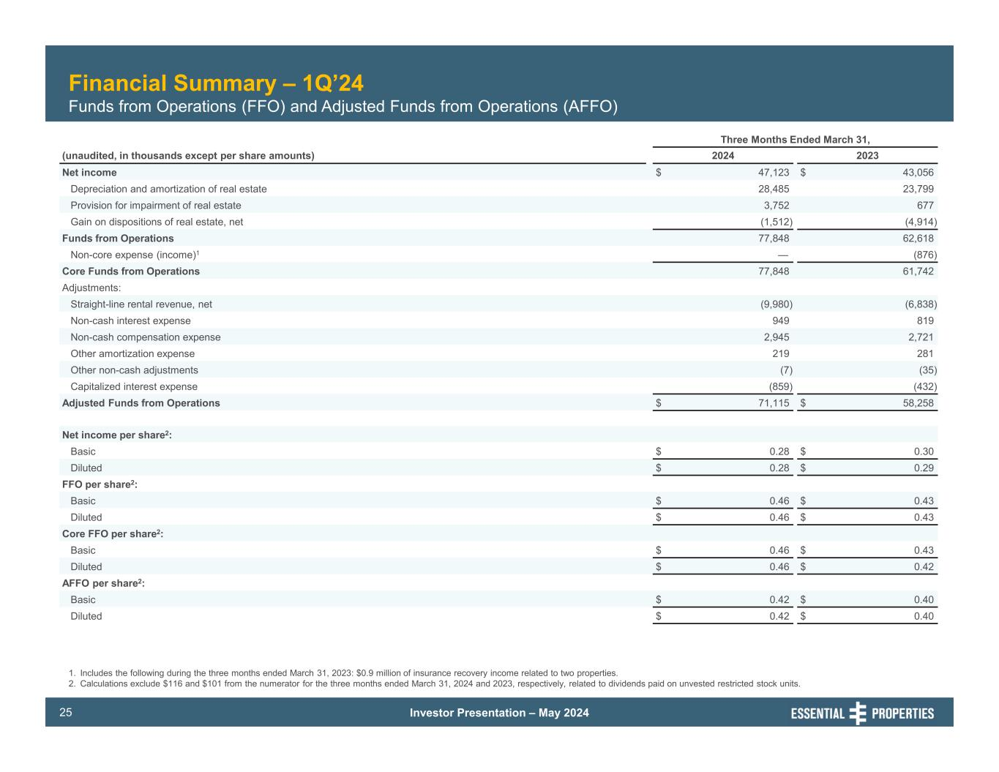 Financial Summary – 1Q’24
Funds from Operations (FFO) and Adjusted Funds from Operations (AFFO)
Three Months Ended March 31,
(unaudited, in thousands except per share amounts) 2024 2023
Net income $ 47,123 $ 43,056
Depreciation and amortization of real estate 28,485 23,799
Provision for impairment of real estate 3,752 677
Gain on dispositions of real estate, net (1,512) (4,914)
Funds from Operations 77,848 62,618
Non-core expense (income)¹ — (876)
Core Funds from Operations 77,848 61,742
Adjustments:
Straight-line rental revenue, net (9,980) (6,838)
Non-cash interest expense 949 819
Non-cash compensation expense 2,945 2,721
Other amortization expense 219 281
Other non-cash adjustments (7) (35)
Capitalized interest expense (859) (432)
Adjusted Funds from Operations $ 71,115 $ 58,258
Net income per share²:
Basic $ 0.28 $ 0.30
Diluted $ 0.28 $ 0.29
FFO per share²:
Basic $ 0.46 $ 0.43
Diluted $ 0.46 $ 0.43
Core FFO per share²:
Basic $ 0.46 $ 0.43
Diluted $ 0.46 $ 0.42
AFFO per share²:
Basic $ 0.42 $ 0.40
Diluted $ 0.42 $ 0.40
1. Includes the following during the three months ended March 31, 2023: $0.9 million of insurance recovery income related to two properties.
2. Calculations exclude $116 and $101 from the numerator for the three months ended March 31, 2024 and 2023, respectively, related to dividends paid on unvested restricted stock units.
25 Investor Presentation – May 2024 ESSENTIAL PROPERTIES